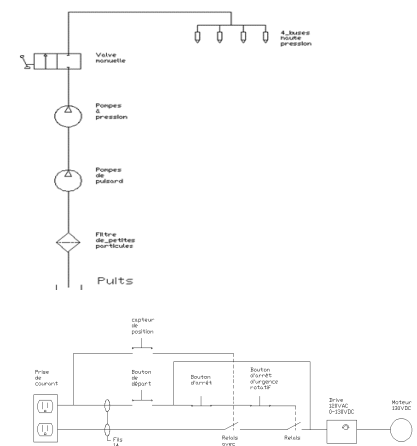 4_buses
haute
pression
Valve
manuelle
Pompes
à
pression
Pompes
de
puisard
Filtre
de_petites
particules
Puits
capteur
de
position
Prise
de
courant
Bouton
de
départ
Bouton
d'arrêt
Bouton
d'arrêt
d'urgence
rotatif
Drive
120VAC
0-130VDC
Moteur
130VDC
Fils
14
Relais
avec
Relais